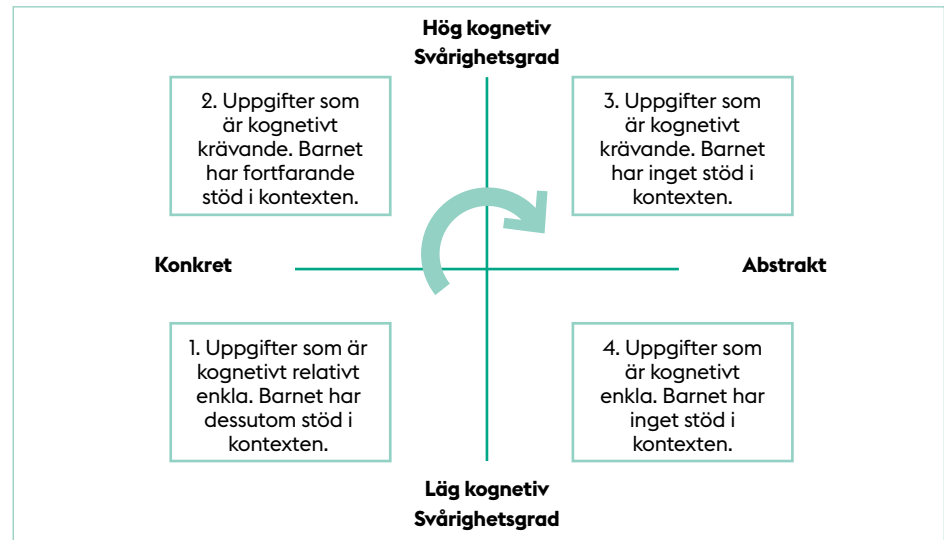 Hög kognetiv
Svårighetsgrad
2. Uppgifter som
är kognetivt
krävande. Barnet
har fortfarande
stöd i kontexten.
3. Uppgifter som
är kognetivt
krävande. Barnet
har inget stöd i
kontexten.
Konkret
Abstrakt
1. Uppgifter som är
kognetivt relativt
enkla. Barnet har
dessutom stöd i
kontexten.
4. Uppgifter som
är kognetivt
enkla. Barnet har
inget stöd i
kontexten.
Läg kognetiv
Svårighetsgrad